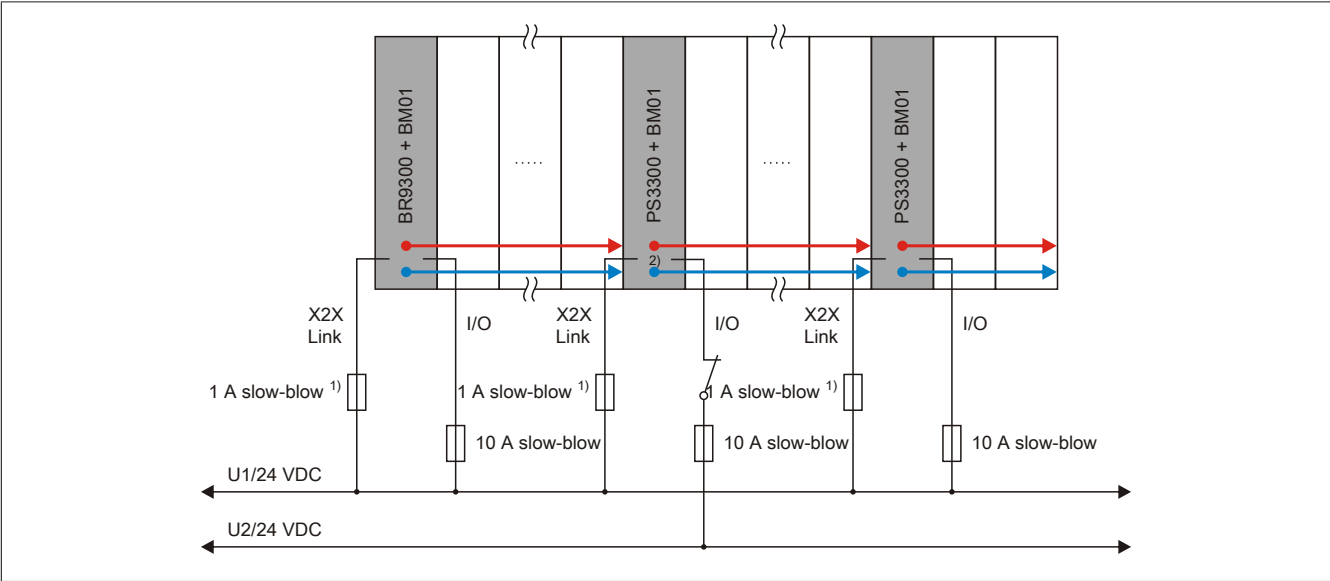 BR9300 + BM01
PS3300 + BM01
PS3300 + BM01
.....
.....
2)
X2X
Link
I/O
X2X
Link
I/O
X2X
Link
I/O
1 A slow-blow 1)
1 A slow-blow 1)
1 A slow-blow 1)
10 A slow-blow
10 A slow-blow
10 A slow-blow
U1/24 VDC
U2/24 VDC